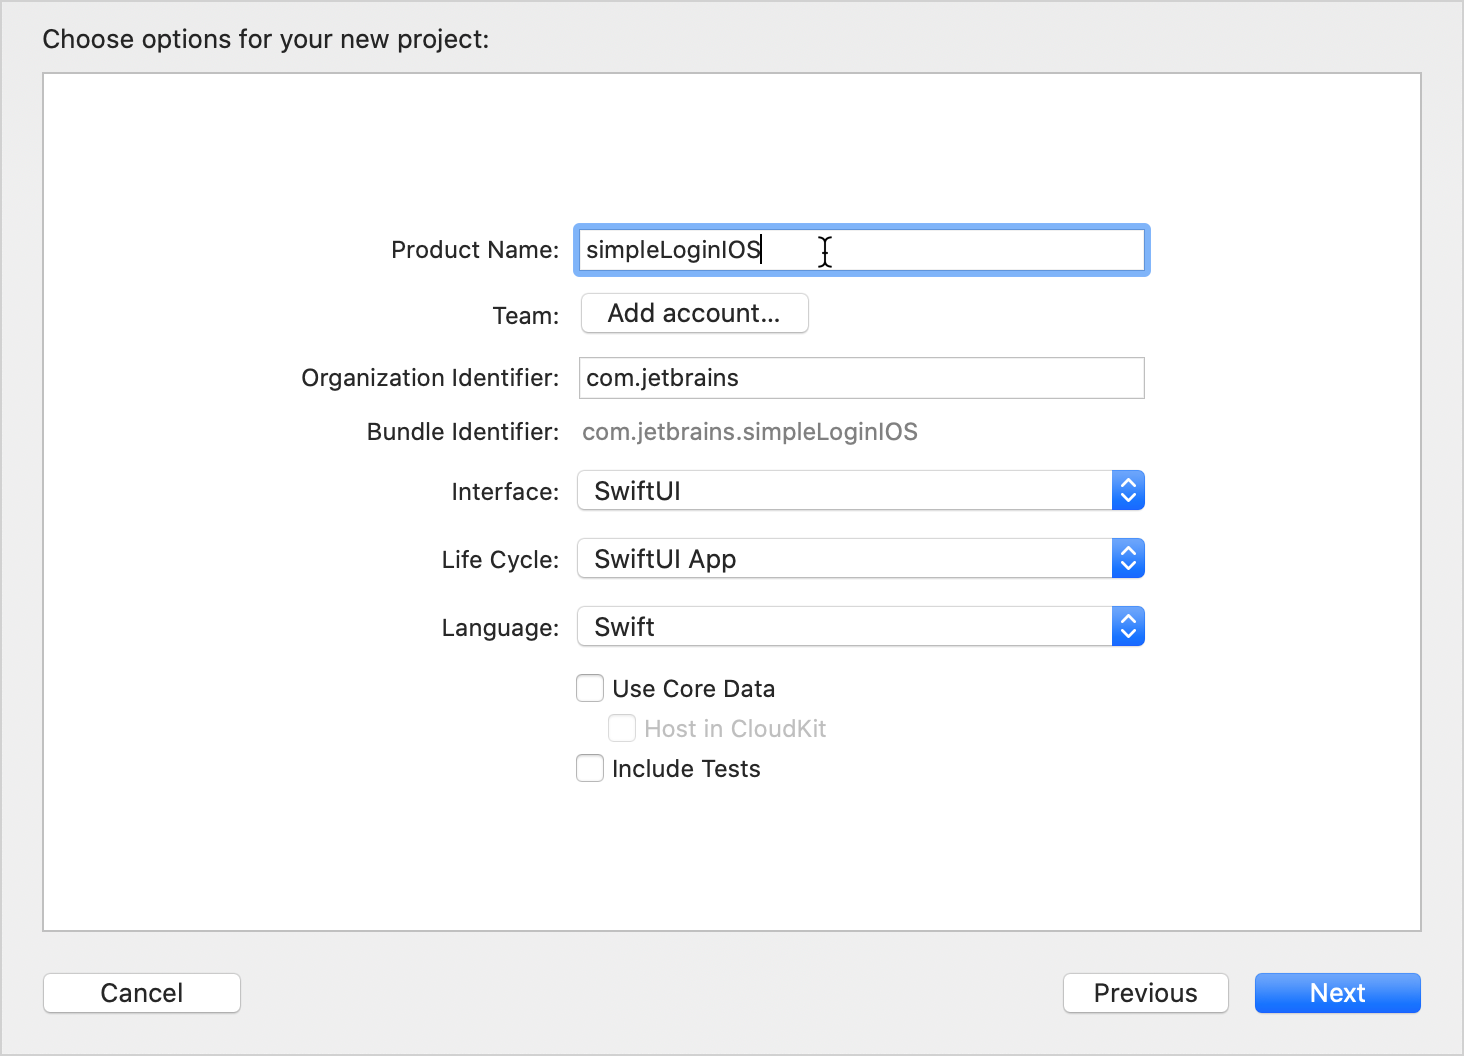 Choose options for your new project:
Product Name: simpleLoginIOS
Team: Add account...
Organization Identifier: com.jetbrains
Bundle Identifier: com.jetbrains.simpleLoginIOS
Interface: SwiftUI
Life Cycle: SwiftUI App
Language: Swift
Use Core Data
Host in CloudKit
Include Tests
Cancel Previous Next